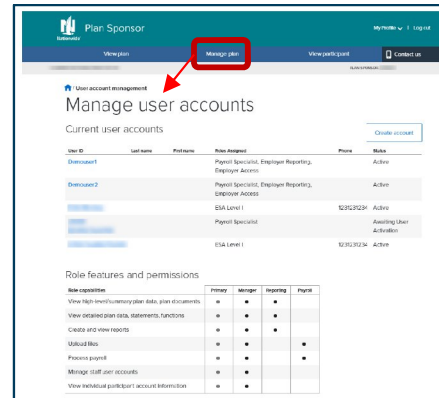 Nationwide
Plan Sponsor
My Profile | Log out
View plan
Manage plan
View participant
Contact us
/ User account management
Manage user accounts
Current user accounts
Create account
User ID Last name First name Roles Assigned Phone Status
Demouser1 Payroll Specialist, Employer Reporting, Active
Employer Access
Demouser2 Payroll Specialist, Employer Reporting, Active
Employer Access
ESA Level I 1231231234 Active
Payroll Specialist Awaiting User
Activation
ESA Level I 1231231234 Active
Role features and permissions
Role capabilities Primary Manager Reporting Payroll
View high-level/summary plan data, plan documents
View detailed plan data, statements, functions
Create and view reports
Upload files
Process payroll
Manage staff user accounts
View individual participant account information